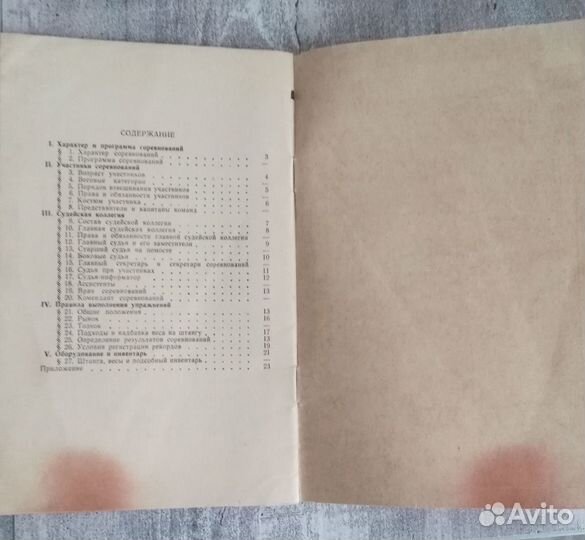 СОДЕРЖАНИЕ
I. Характер и программа соревнований
§ 1. Характер соревнований . . . . . 3
§ 2. Программа соревнований . . . . . —
II. Участники соревнований
§ 3. Возраст участников . . . . . 4
§ 4. Весовые категории . . . . . —
§ 5. Порядок взвешивания участников . . . . . 5
§ 6. Права и обязанности участников . . . . . —
§ 7. Костюм участника . . . . . 6
§ 8. Представители и капитаны команд . . . . . —
III. Судейская коллегия
§ 9. Состав судейской коллегии . . . . . 7
§ 10. Главная судейская коллегия . . . . . 8
§ 11. Права и обязанности главной судейской коллегии —
§ 12. Главный судья и его заместители . . . . . 9
§ 13. Старший судья на помосте . . . . . —
§ 14. Боковые судьи . . . . . 10
§ 15. Главный секретарь и секретари соревнований —
§ 16. Судьи при участниках . . . . . 11
§ 17. Судья-информатор . . . . . 12
§ 18. Ассистенты . . . . . —
§ 19. Врач соревнований . . . . . 13
§ 20. Комендант соревнований . . . . . —
IV. Правила выполнения упражнений
§ 21. Общие положения . . . . . 13
§ 22. Рывок . . . . . 16
§ 23. Толчок . . . . . —
§ 24. Подходы и надбавка веса на штангу . . . . . 17
§ 25. Определение результатов соревнований . . . . . 13
§ 26. Условия регистрации рекордов . . . . . 19
V. Оборудование и инвентарь . . . . . 21
§ 27. Штанга, весы и подсобный инвентарь . . . . . —
Приложение . . . . . 23
Avito